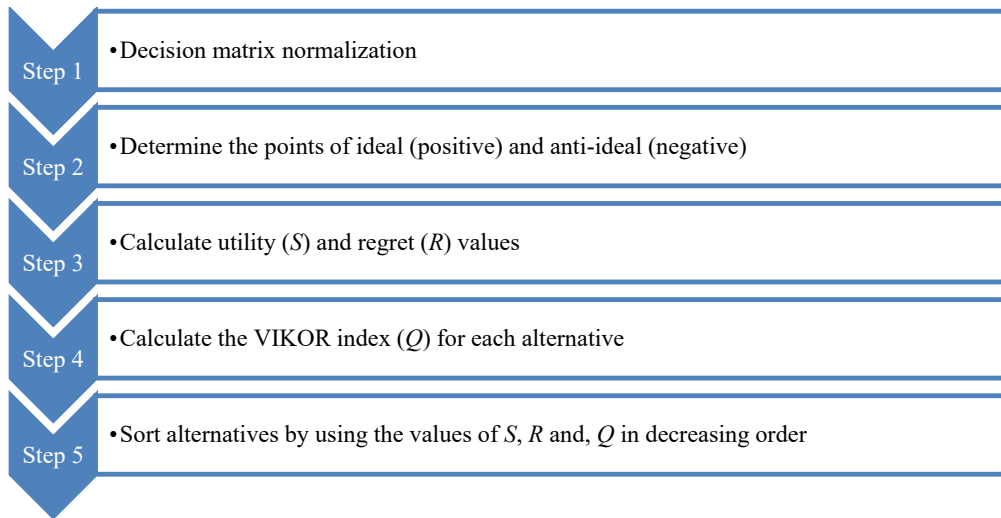 Step 1
•Decision matrix normalization
Step 2
•Determine the points of ideal (positive) and anti-ideal (negative)
Step 3
•Calculate utility (S) and regret (R) values
Step 4
•Calculate the VIKOR index (Q) for each alternative
Step 5
•Sort alternatives by using the values of S, R and, Q in decreasing order